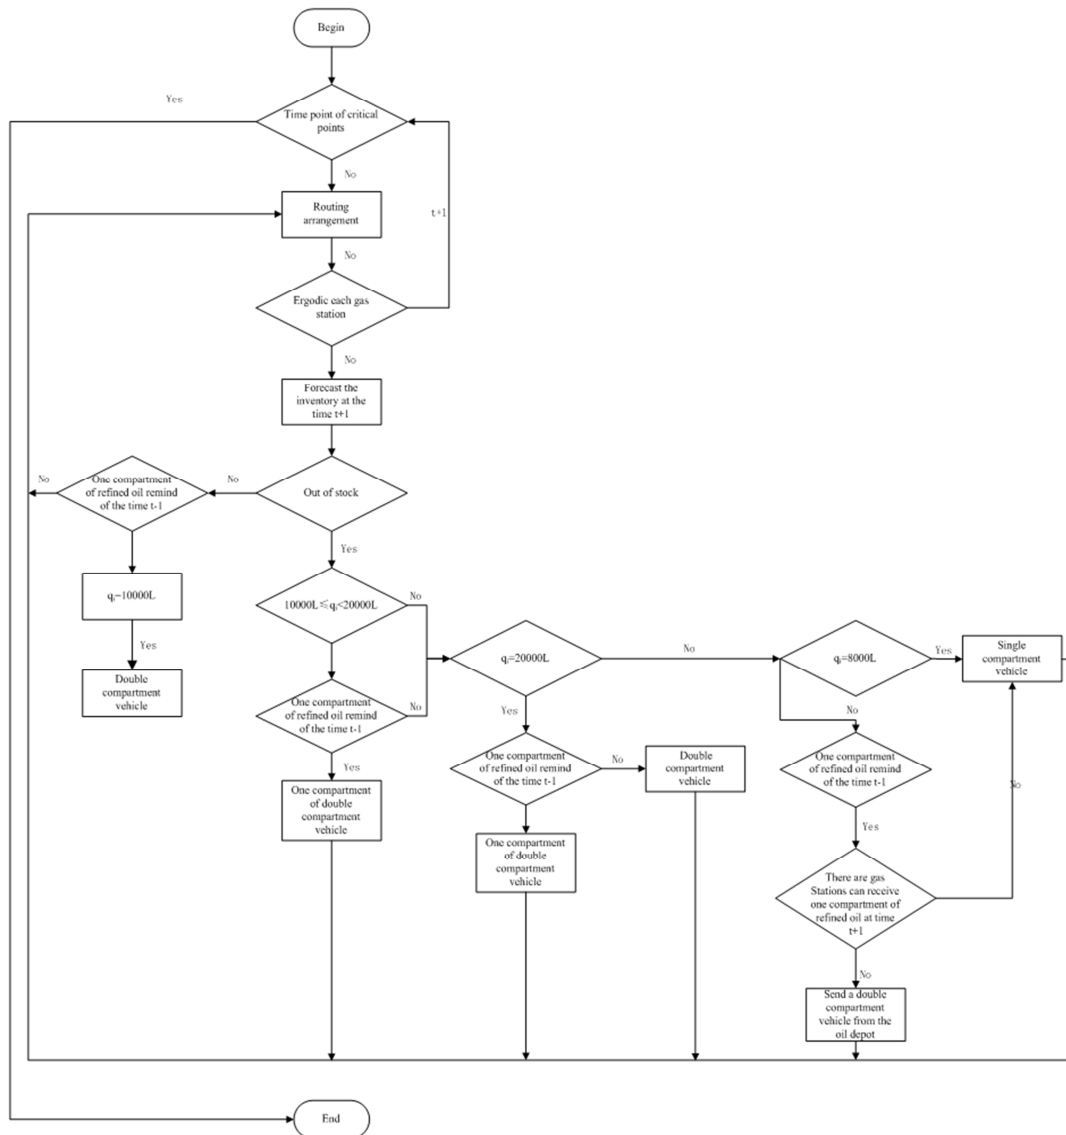 Begin
Yes
Time point of critical
points
No
Routing
arrangement
t+1
No
Ergodic each gas
station
No
Forecast the
inventory at the
time t+1
No
One compartment
of refined oil remind
of the time t-1
No
Out of stock
Yes
qᵢ=10000L
Yes
Double
compartment
vehicle
10000L≤qᵢ<20000L
No
One compartment
of refined oil remind
of the time t-1
No
Yes
One compartment
of double
compartment
vehicle
qᵢ=20000L
No
Yes
One compartment
of refined oil remind
of the time t-1
No
Double
compartment
vehicle
One compartment
of double
compartment
vehicle
qᵢ=8000L
Yes
Single
compartment
vehicle
No
One compartment
of refined oil remind
of the time t-1
No
Yes
There are gas
Stations can receive
one compartment of
refined oil at time
t+1
No
Send a double
compartment
vehicle from the
oil depot
End